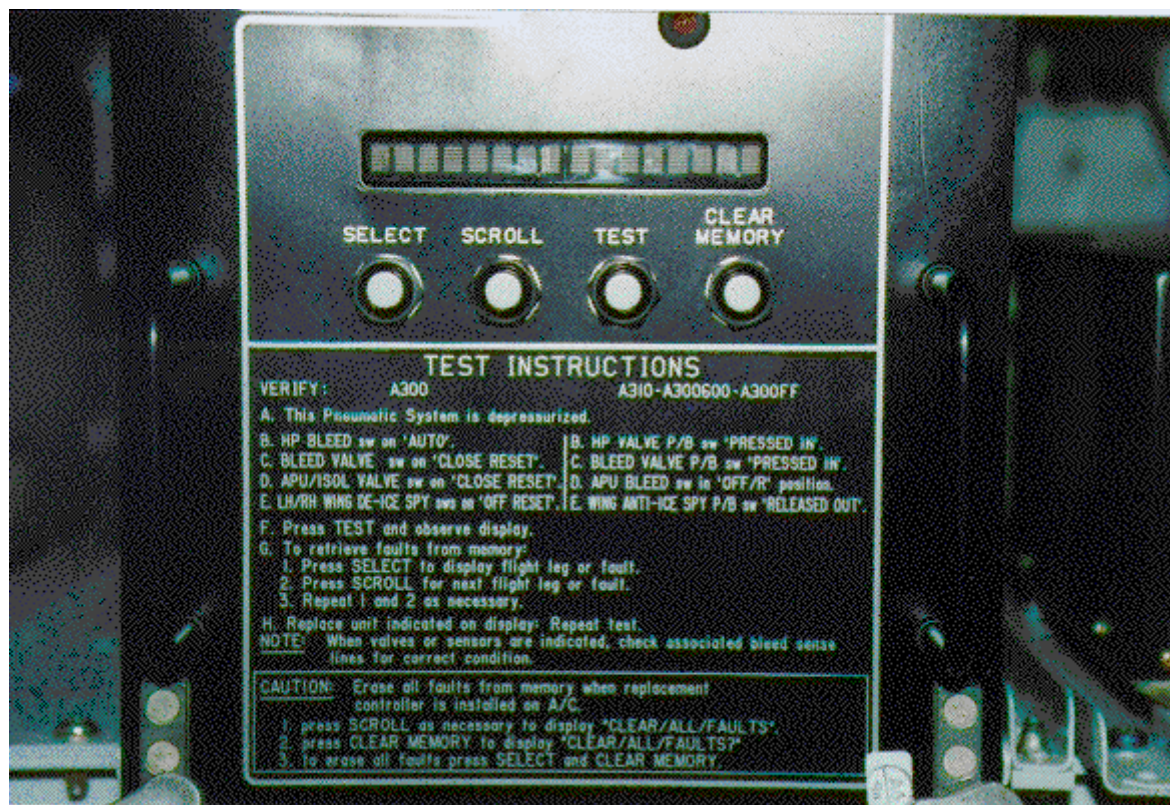 SELECT SCROLL TEST CLEAR MEMORY
TEST INSTRUCTIONS
VERIFY: A300 A310-A300600-A300FF
A. This Pneumatic System is depressurized.
B. HP BLEED sw on 'AUTO'. B. HP VALVE P/B sw 'PRESSED IN'.
C. BLEED VALVE sw on 'CLOSE RESET'. C. BLEED VALVE P/B sw 'PRESSED IN'.
D. APU/ISOL VALVE sw on 'CLOSE RESET'. D. APU BLEED sw in 'OFF/R' position.
E. LH/RH WING DE-ICE SPY sws on 'OFF RESET'. E. WING ANTI-ICE SPY P/B sw 'RELEASED OUT'.
F. Press TEST and observe display.
G. To retrieve faults from memory:
1. Press SELECT to display flight leg or fault.
2. Press SCROLL for next flight leg or fault.
3. Repeat 1 and 2 as necessary.
H. Replace unit indicated on display: Repeat test.
NOTE: When valves or sensors are indicated, check associated bleed sense
lines for correct condition.
CAUTION: Erase all faults from memory when replacement
controller is installed on A/C.
1. press SCROLL as necessary to display "CLEAR/ALL/FAULTS".
2. press CLEAR MEMORY to display "CLEAR/ALL/FAULTS?"
3. to erase all faults press SELECT and CLEAR MEMORY.